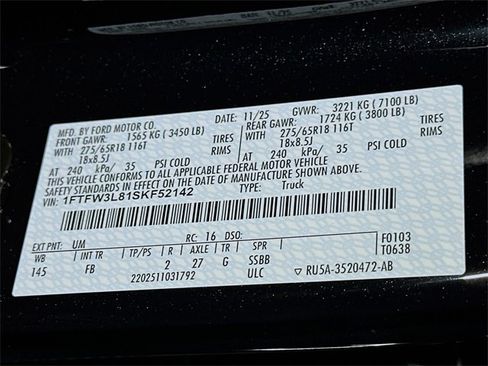 MFD. BY FORD MOTOR CO. DATE: 11/25 GVWR: 3221 KG ( 7100 LB)
FRONT GAWR: 1565 KG ( 3450 LB) REAR GAWR: 1724 KG ( 3800 LB)
WITH 275/65R18 116T TIRES WITH 275/65R18 116T TIRES
18x8.5J RIMS 18x8.5J RIMS
AT 240 kPa/ 35 PSI COLD AT 240 kPa/ 35 PSI COLD
THIS VEHICLE CONFORMS TO ALL APPLICABLE FEDERAL MOTOR VEHICLE
SAFETY STANDARDS IN EFFECT ON THE DATE OF MANUFACTURE SHOWN ABOVE.
VIN: 1FTFW3L81SKF52142 TYPE: Truck
F0103
T0638
EXT PNT: UM RC: 16 DSO:
WB INT TR TP/PS R AXLE TR SPR
145 FB 2 27 G SSBB
2202511031792 ULC ▽ RU5A-3520472-AB